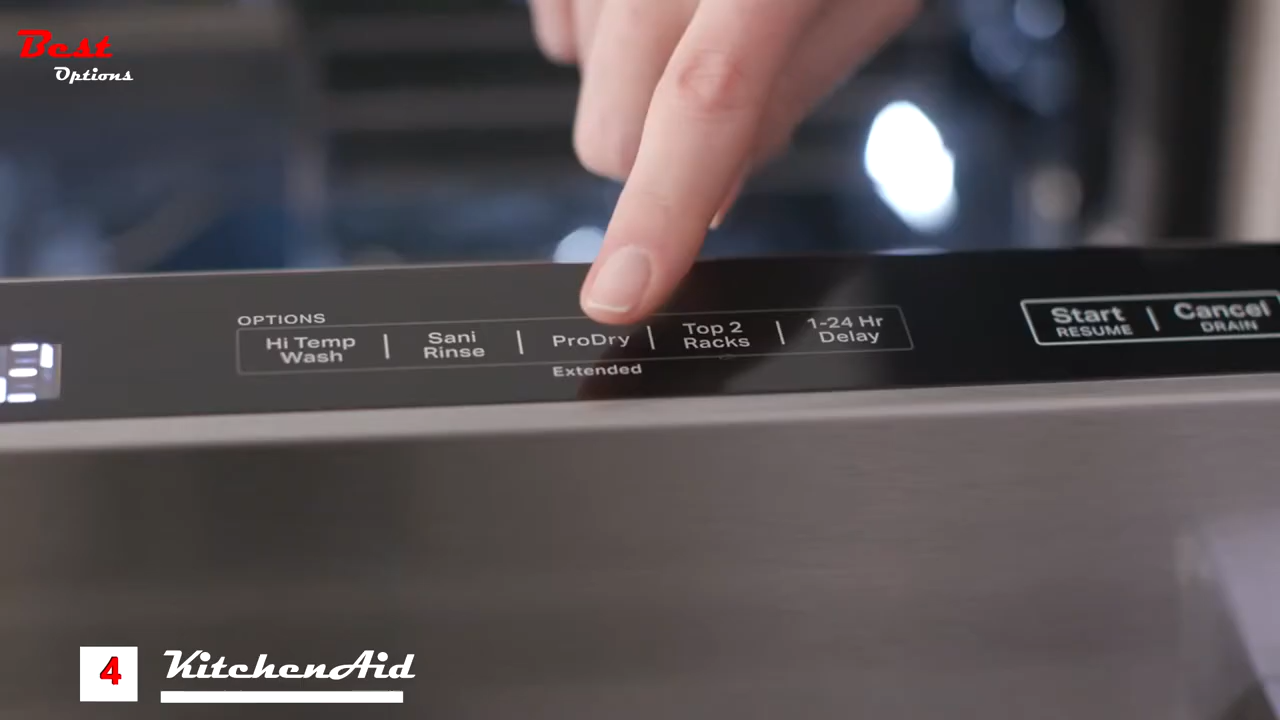 Best
Options
OPTIONS
Hi Temp
Wash
Sani
Rinse
ProDry
Extended
Top 2
Racks
1-24 Hr
Delay
Start
RESUME
Cancel
DRAIN
4
KitchenAid